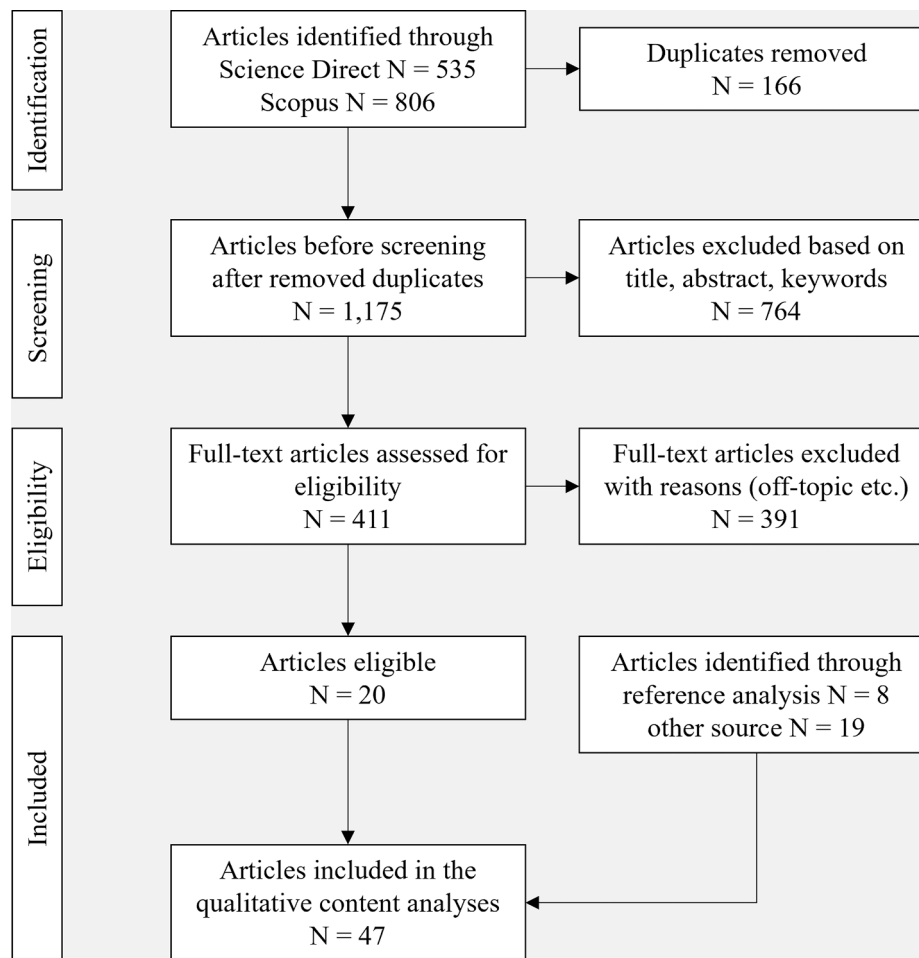 Identification
Articles identified through
Science Direct N = 535
Scopus N = 806
Duplicates removed
N = 166
Screening
Articles before screening
after removed duplicates
N = 1,175
Articles excluded based on
title, abstract, keywords
N = 764
Eligibility
Full-text articles assessed for
eligibility
N = 411
Full-text articles excluded
with reasons (off-topic etc.)
N = 391
Included
Articles eligible
N = 20
Articles identified through
reference analysis N = 8
other source N = 19
Articles included in the
qualitative content analyses
N = 47